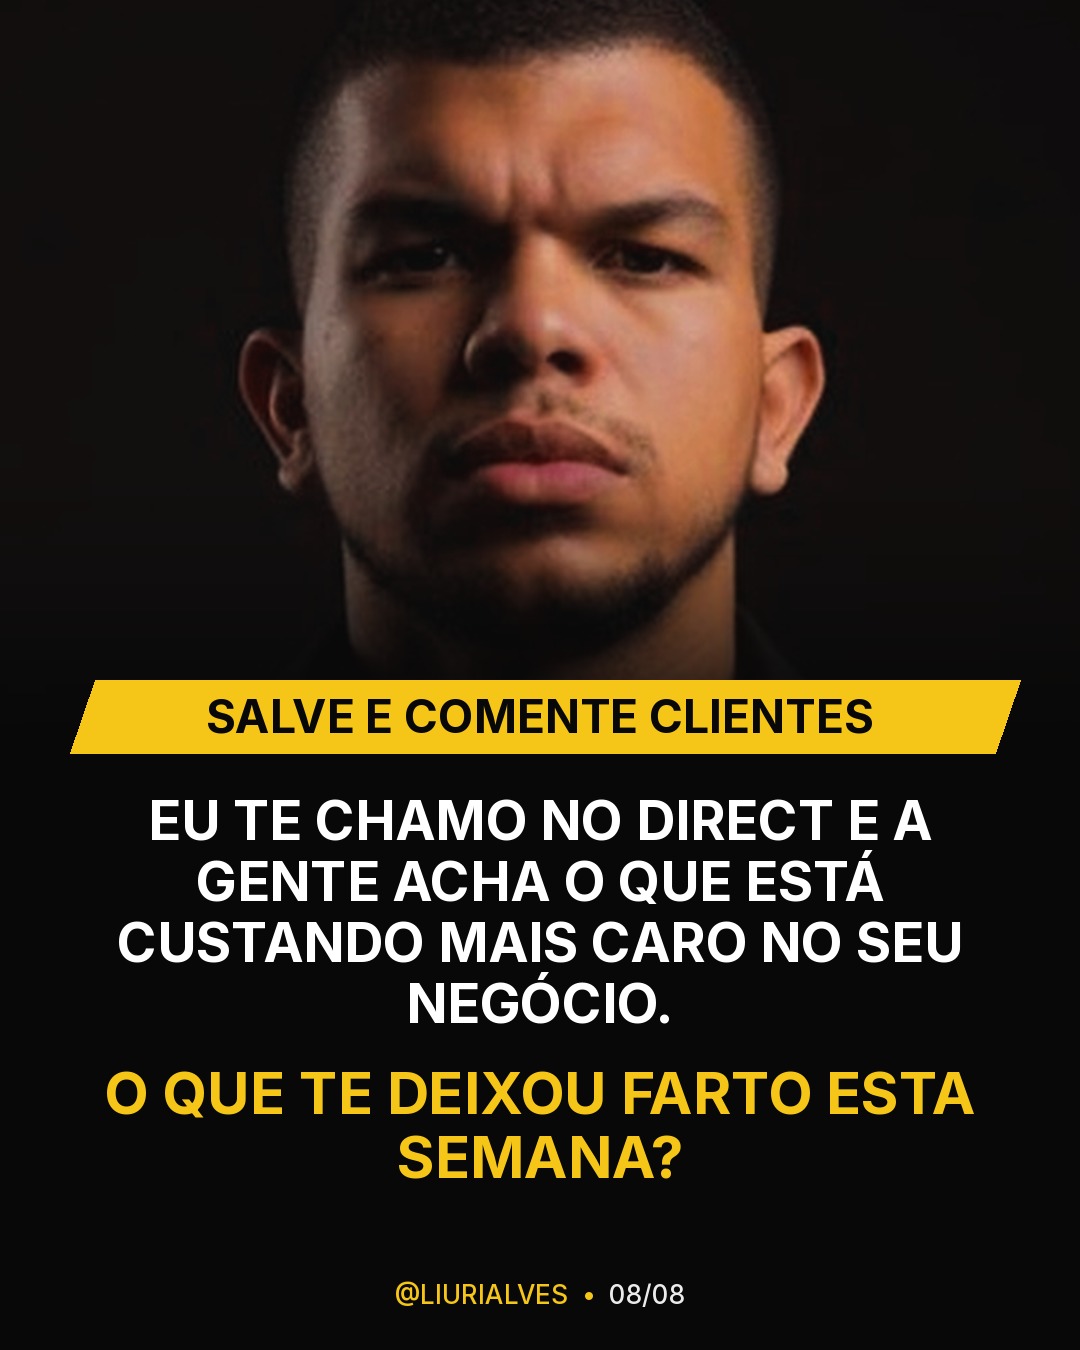 SALVE E COMENTE CLIENTES
EU TE CHAMO NO DIRECT E A
GENTE ACHA O QUE ESTÁ
CUSTANDO MAIS CARO NO SEU
NEGÓCIO.
O QUE TE DEIXOU FARTO ESTA
SEMANA?
@LIURIALVES • 08/08